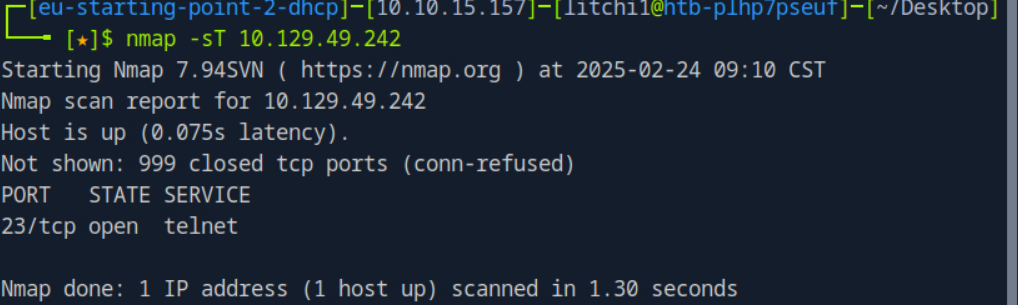 ┌─[eu-starting-point-2-dhcp]─[10.10.15.157]─[litchi1@htb-plhp7pseuf]─[~/Desktop]
└──╼ [★]$ nmap -sT 10.129.49.242
Starting Nmap 7.94SVN ( https://nmap.org ) at 2025-02-24 09:10 CST
Nmap scan report for 10.129.49.242
Host is up (0.075s latency).
Not shown: 999 closed tcp ports (conn-refused)
PORT   STATE SERVICE
23/tcp open  telnet
Nmap done: 1 IP address (1 host up) scanned in 1.30 seconds